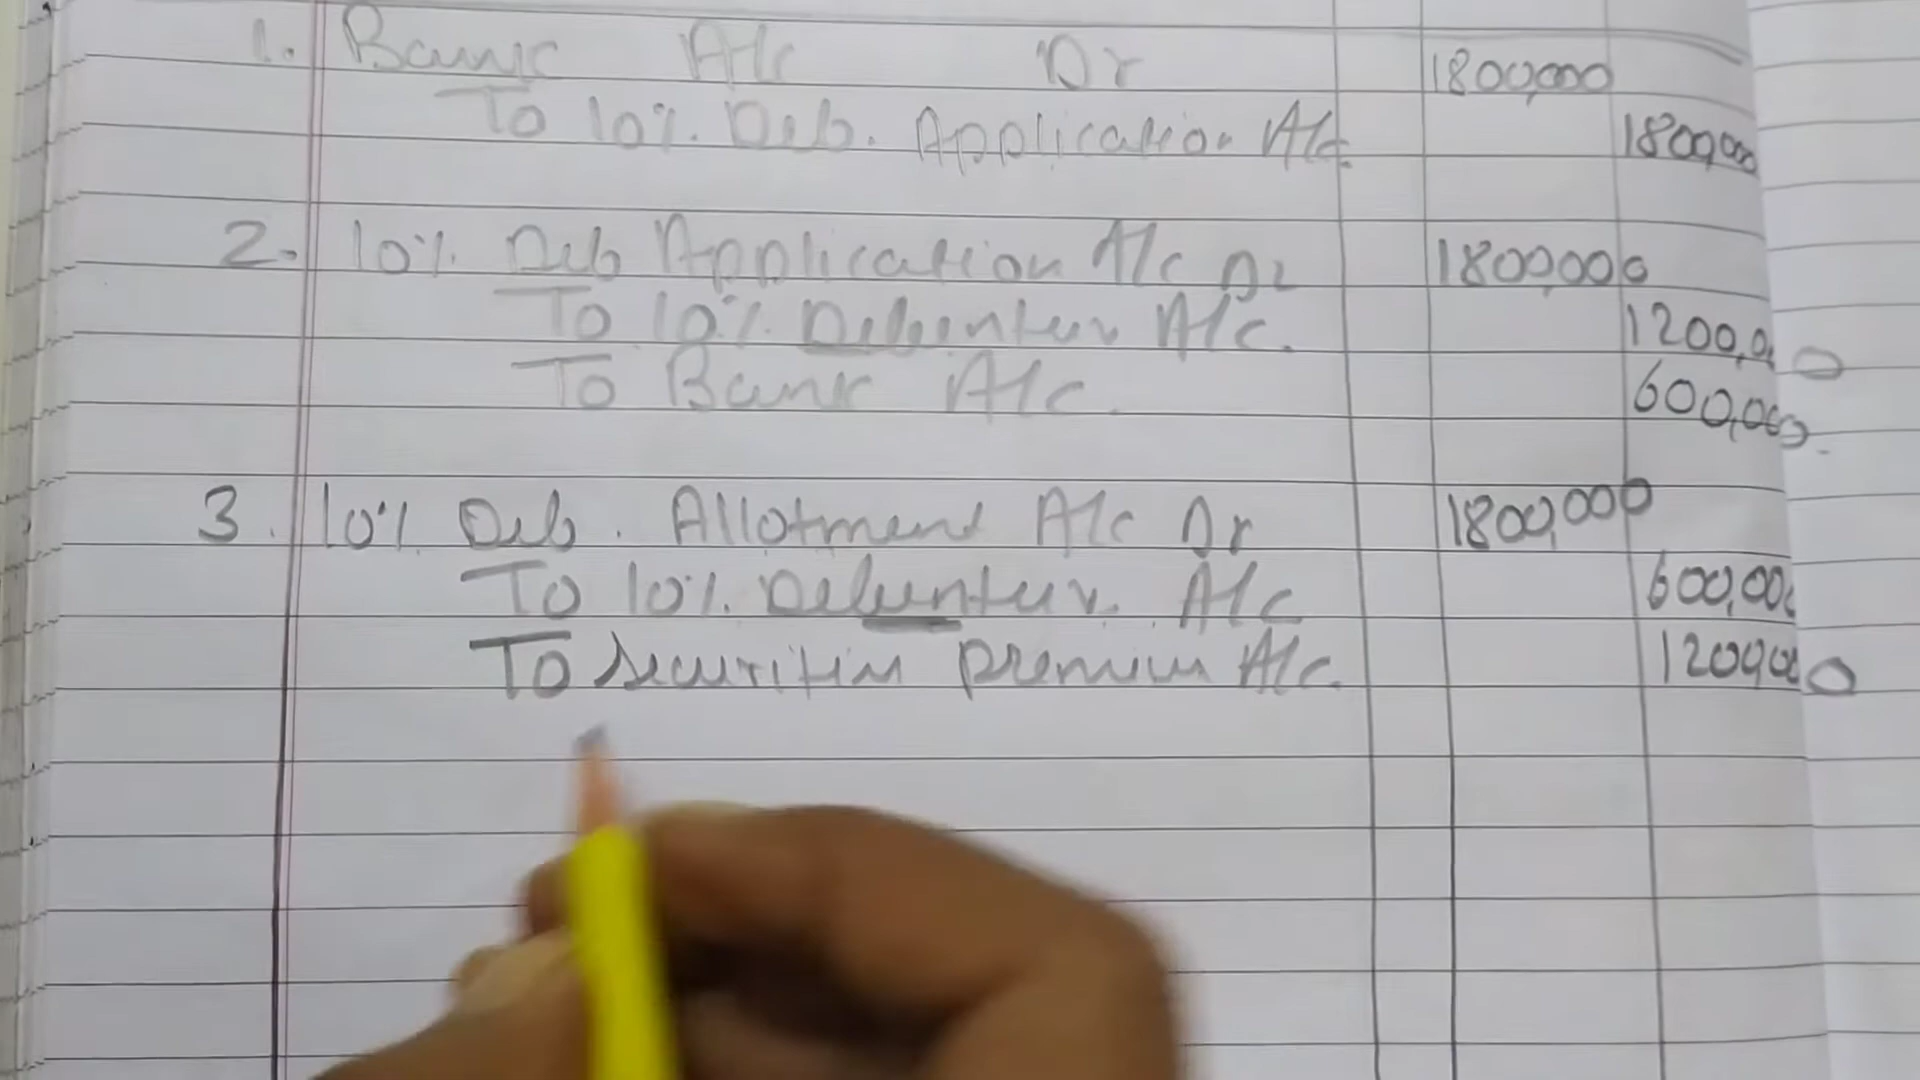 1. Bank A/c Dr 1800,000
To 10% Deb. Application A/c 1800,000
2. 10% Deb Application A/c Dr 1800,000
To 10% Debenture A/c. 1200,000
To Bank A/c. 600,000
3. 10% Deb. Allotment A/c Dr 1800,000
To 10% Debenture A/c 600,000
To Securities premium A/c. 1200,000